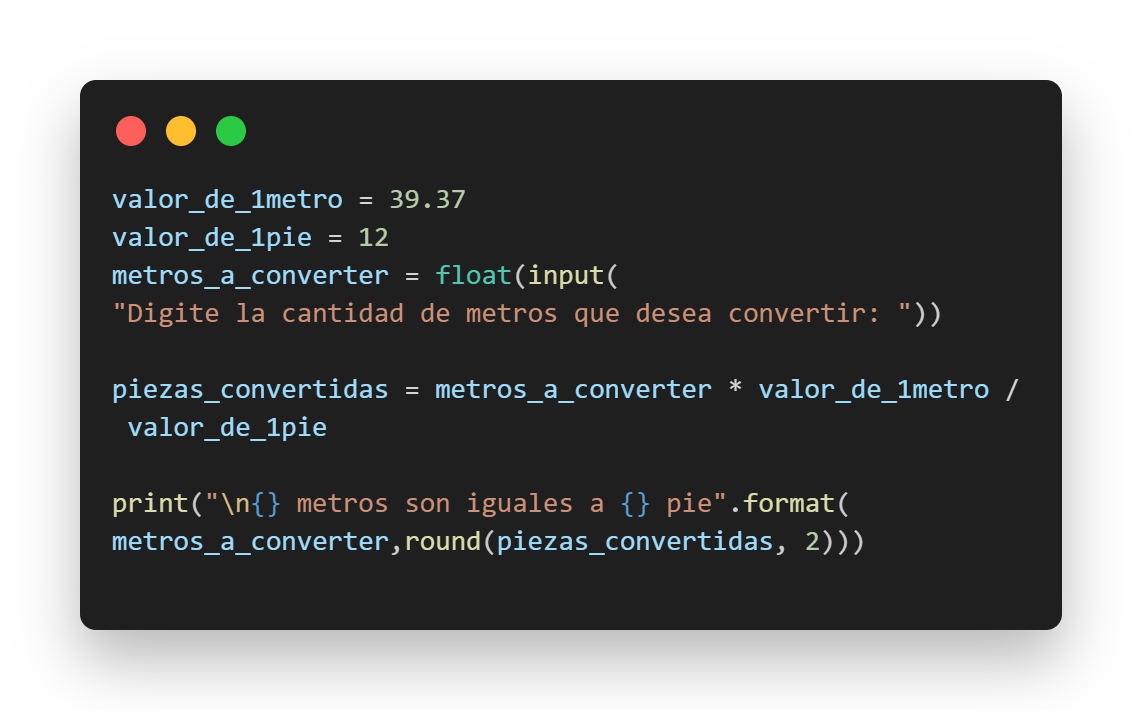 valor_de_1metro = 39.37
valor_de_1pie = 12
metros_a_converter = float(input(
"Digite la cantidad de metros que desea convertir: "))
piezas_convertidas = metros_a_converter * valor_de_1metro /
valor_de_1pie
print("\n{} metros son iguales a {} pie".format(
metros_a_converter,round(piezas_convertidas, 2)))